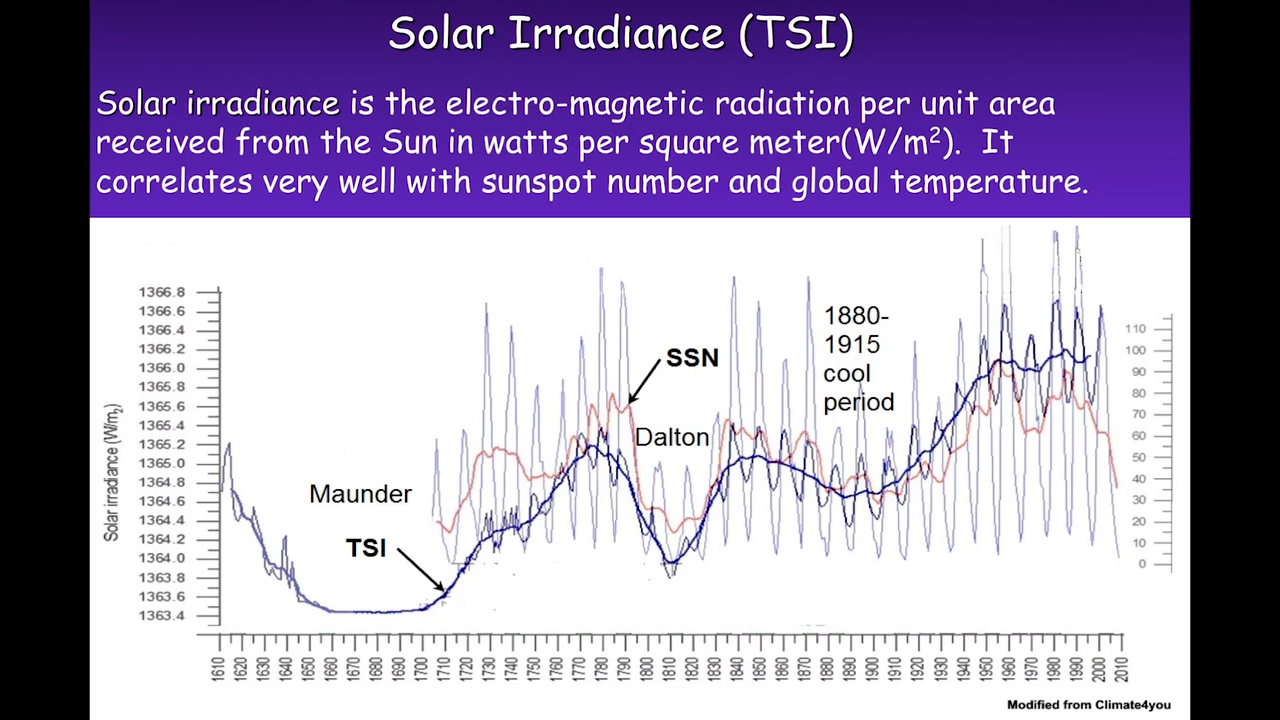 Solar Irradiance (TSI)
Solar irradiance is the electro-magnetic radiation per unit area
received from the Sun in watts per square meter(W/m²).  It
correlates very well with sunspot number and global temperature.
1366.8
1366.6
1366.4
1366.2
1366.0
1365.8
1365.6
1365.4
1365.2
1365.0
1364.8
1364.6
1364.4
1364.2
1364.0
1363.8
1363.6
1363.4
Solar irradiance (W/m₂)
Maunder
TSI
SSN
Dalton
1880-
1915
cool
period
110
100
90
80
70
60
50
40
30
20
10
0
1610 1620 1630 1640 1650 1660 1670 1680 1690 1700 1710 1720 1730 1740 1750 1760 1770 1780 1790 1800 1810 1820 1830 1840 1850 1860 1870 1880 1890 1900 1910 1920 1930 1940 1950 1960 1970 1980 1990 2000 2010
Modified from Climate4you